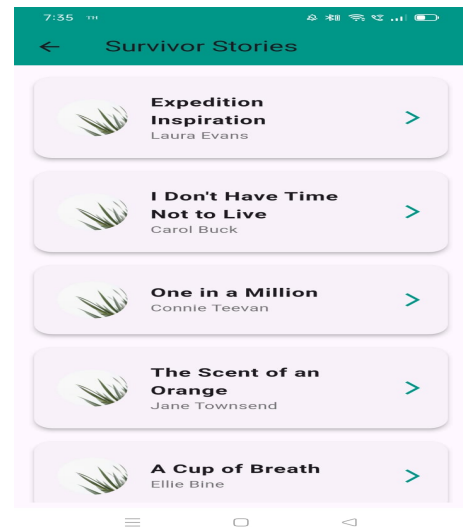 7:35
Survivor Stories
Expedition
Inspiration
Laura Evans
I Don't Have Time
Not to Live
Carol Buck
One in a Million
Connie Teevan
The Scent of an
Orange
Jane Townsend
A Cup of Breath
Ellie Bine